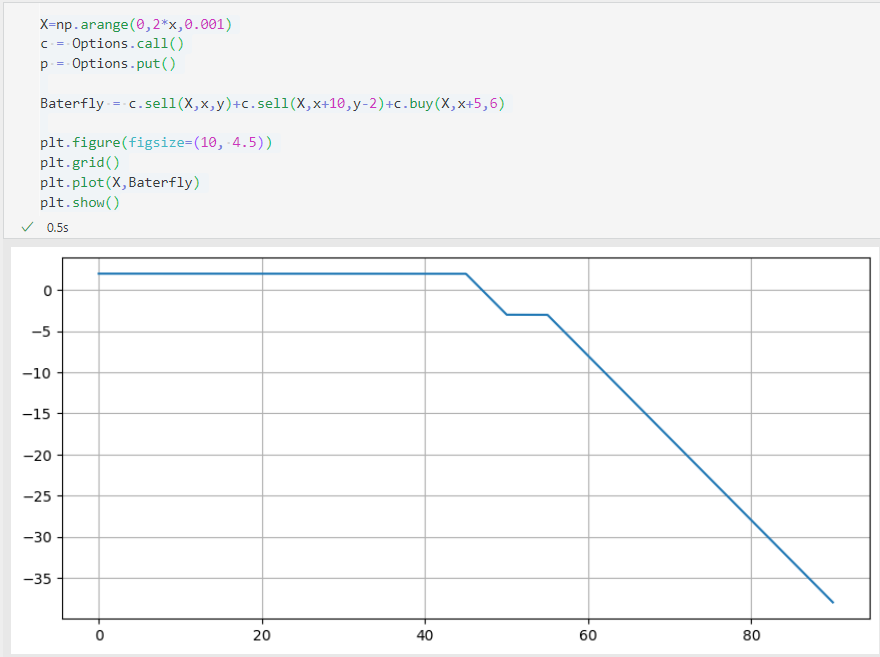 X=np.arange(0,2*x,0.001)
c = Options.call()
p = Options.put()
Baterfly = c.sell(X,x,y)+c.sell(X,x+10,y-2)+c.buy(X,x+5,6)
plt.figure(figsize=(10, 4.5))
plt.grid()
plt.plot(X,Baterfly)
plt.show()
✓ 0.5s
0
−5
−10
−15
−20
−25
−30
−35
0 20 40 60 80